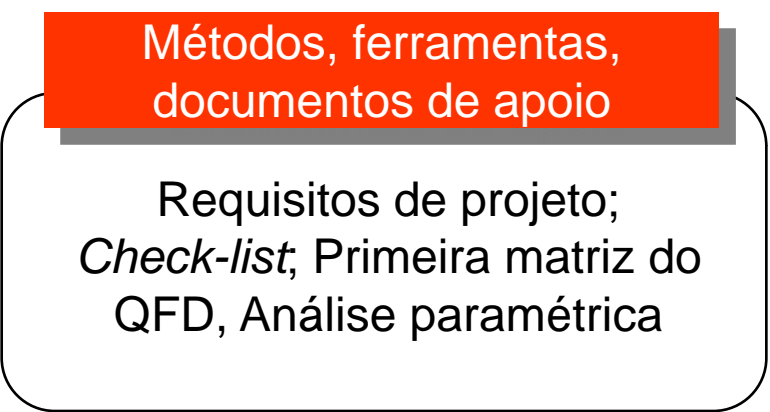 Métodos, ferramentas,
documentos de apoio
Requisitos de projeto;
Check-list; Primeira matriz do
QFD, Análise paramétrica